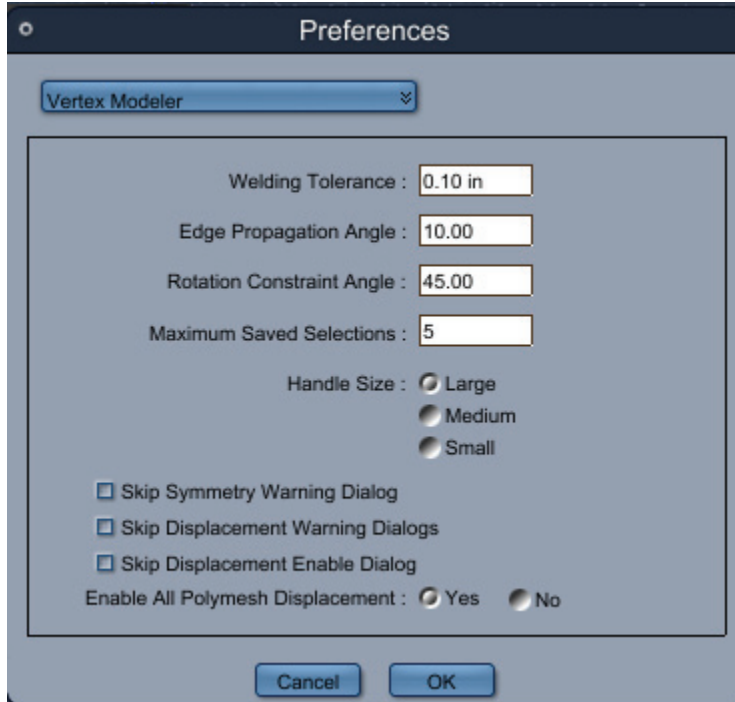 Preferences
Vertex Modeler
Welding Tolerance : 0.10 in
Edge Propagation Angle : 10.00
Rotation Constraint Angle : 45.00
Maximum Saved Selections : 5
Handle Size : Large
Medium
Small
Skip Symmetry Warning Dialog
Skip Displacement Warning Dialogs
Skip Displacement Enable Dialog
Enable All Polymesh Displacement : Yes No
Cancel OK